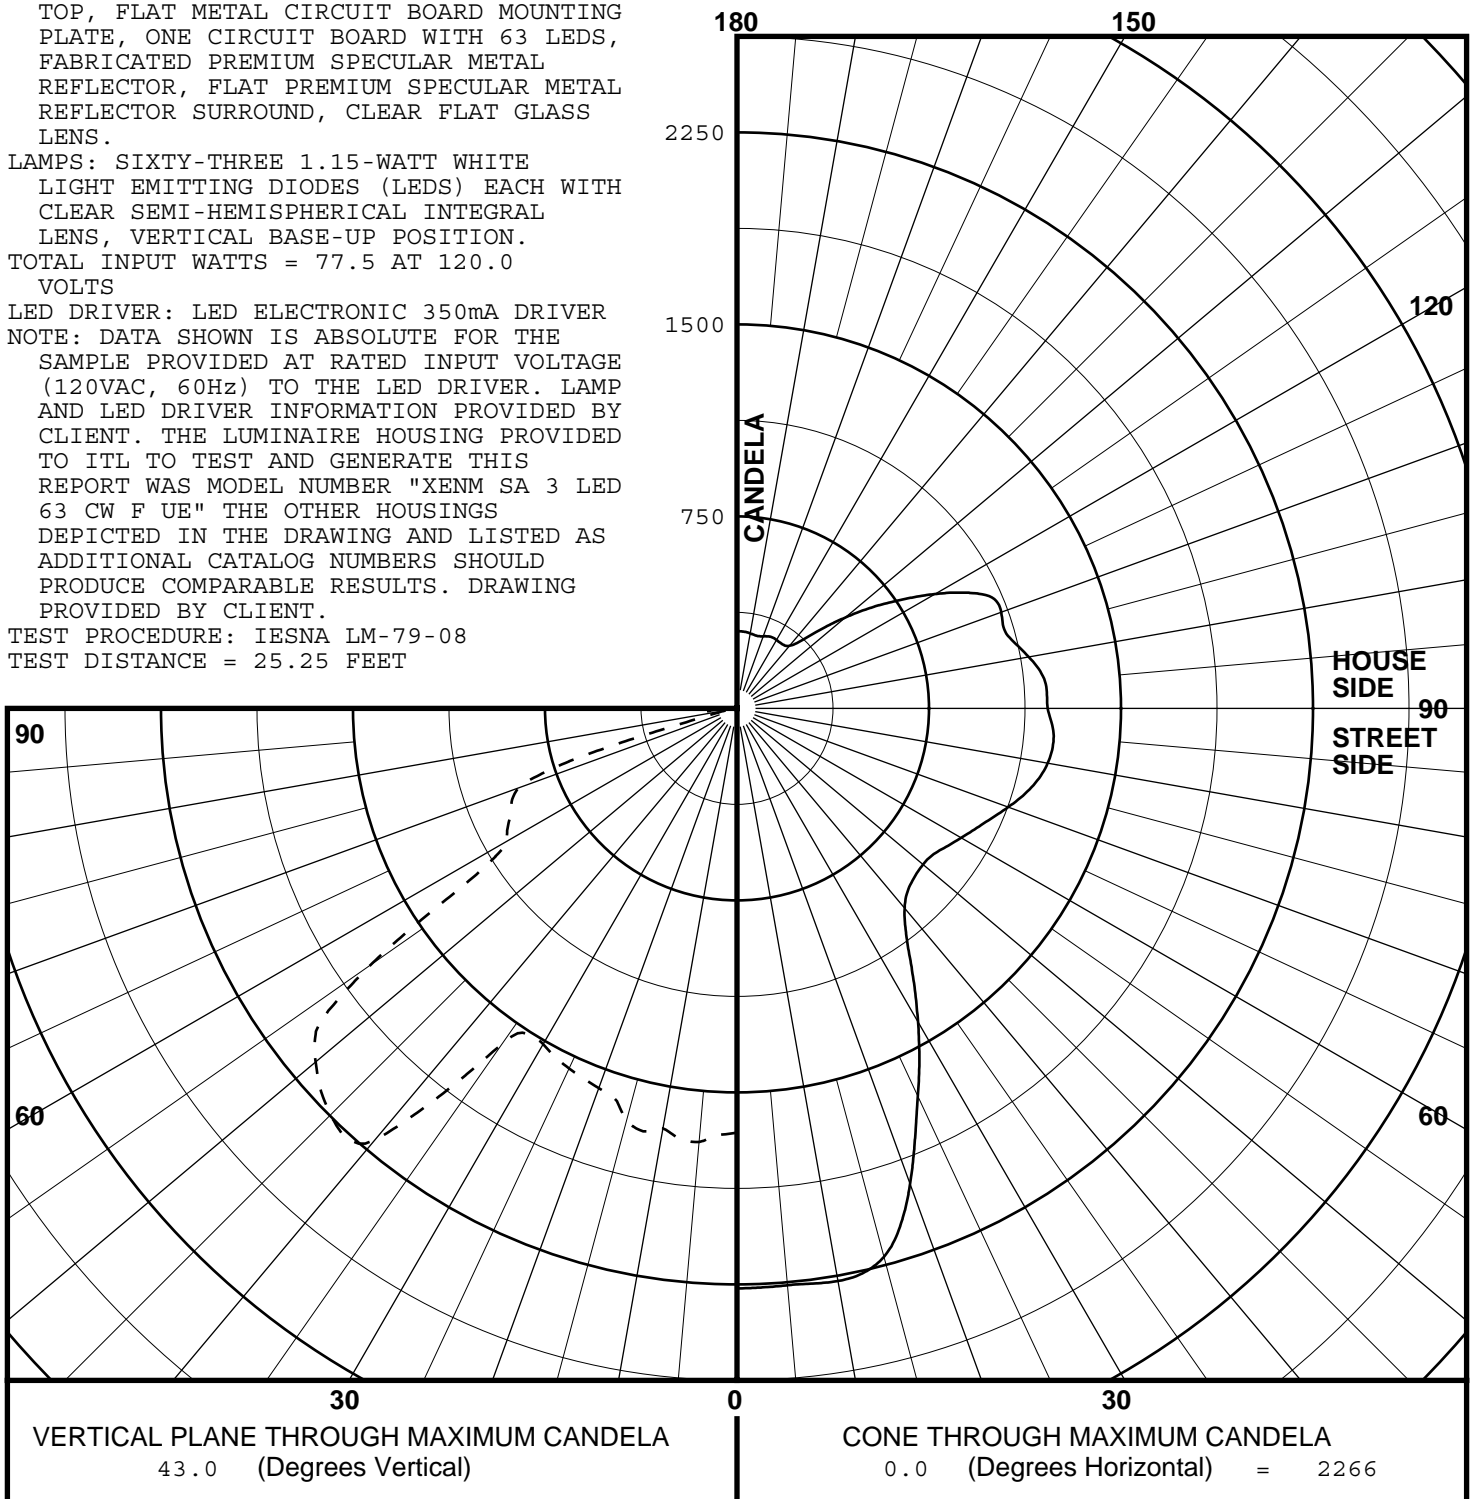 TOP, FLAT METAL CIRCUIT BOARD MOUNTING
PLATE, ONE CIRCUIT BOARD WITH 63 LEDS,
FABRICATED PREMIUM SPECULAR METAL
REFLECTOR, FLAT PREMIUM SPECULAR METAL
REFLECTOR SURROUND, CLEAR FLAT GLASS
LENS.
LAMPS: SIXTY-THREE 1.15-WATT WHITE
LIGHT EMITTING DIODES (LEDS) EACH WITH
CLEAR SEMI-HEMISPHERICAL INTEGRAL
LENS, VERTICAL BASE-UP POSITION.
TOTAL INPUT WATTS = 77.5 AT 120.0
VOLTS
LED DRIVER: LED ELECTRONIC 350mA DRIVER
NOTE: DATA SHOWN IS ABSOLUTE FOR THE
SAMPLE PROVIDED AT RATED INPUT VOLTAGE
(120VAC, 60Hz) TO THE LED DRIVER. LAMP
AND LED DRIVER INFORMATION PROVIDED BY
CLIENT. THE LUMINAIRE HOUSING PROVIDED
TO ITL TO TEST AND GENERATE THIS
REPORT WAS MODEL NUMBER "XENM SA 3 LED
63 CW F UE" THE OTHER HOUSINGS
DEPICTED IN THE DRAWING AND LISTED AS
ADDITIONAL CATALOG NUMBERS SHOULD
PRODUCE COMPARABLE RESULTS. DRAWING
PROVIDED BY CLIENT.
TEST PROCEDURE: IESNA LM-79-08
TEST DISTANCE = 25.25 FEET
180
150
2250
120
1500
CANDELA
750
HOUSE
SIDE
90
90
STREET
SIDE
60
60
30
0
30
VERTICAL PLANE THROUGH MAXIMUM CANDELA
43.0 (Degrees Vertical)
CONE THROUGH MAXIMUM CANDELA
0.0 (Degrees Horizontal) = 2266